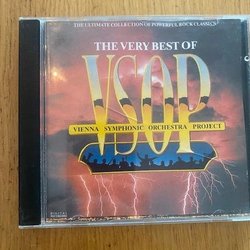 THE ULTIMATE COLLECTION OF POWERFUL ROCK CLASSICS
THE VERY BEST OF
VSOP
VIENNA SYMPHONIC ORCHESTRA PROJECT